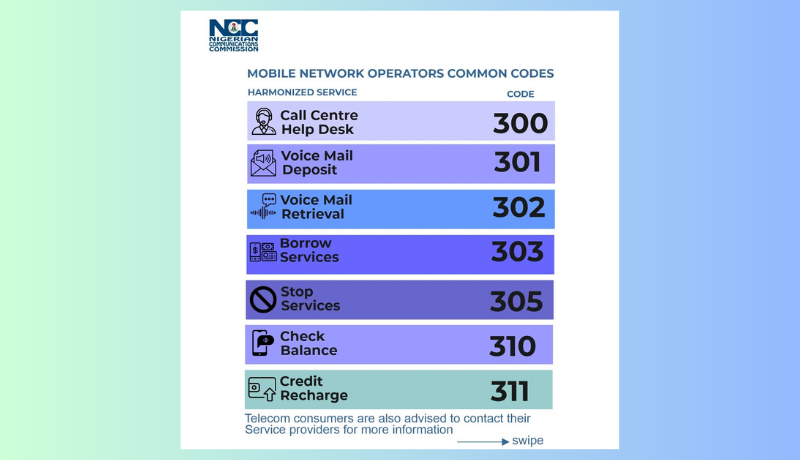 NCC
NIGERIAN
COMMUNICATIONS
COMMISSION
MOBILE NETWORK OPERATORS COMMON CODES
HARMONIZED SERVICE CODE
Call Centre
Help Desk 300
Voice Mail
Deposit 301
Voice Mail
Retrieval 302
Borrow
Services 303
Stop
Services 305
Check
Balance 310
Credit
Recharge 311
Telecom consumers are also advised to contact their
Service providers for more information
swipe